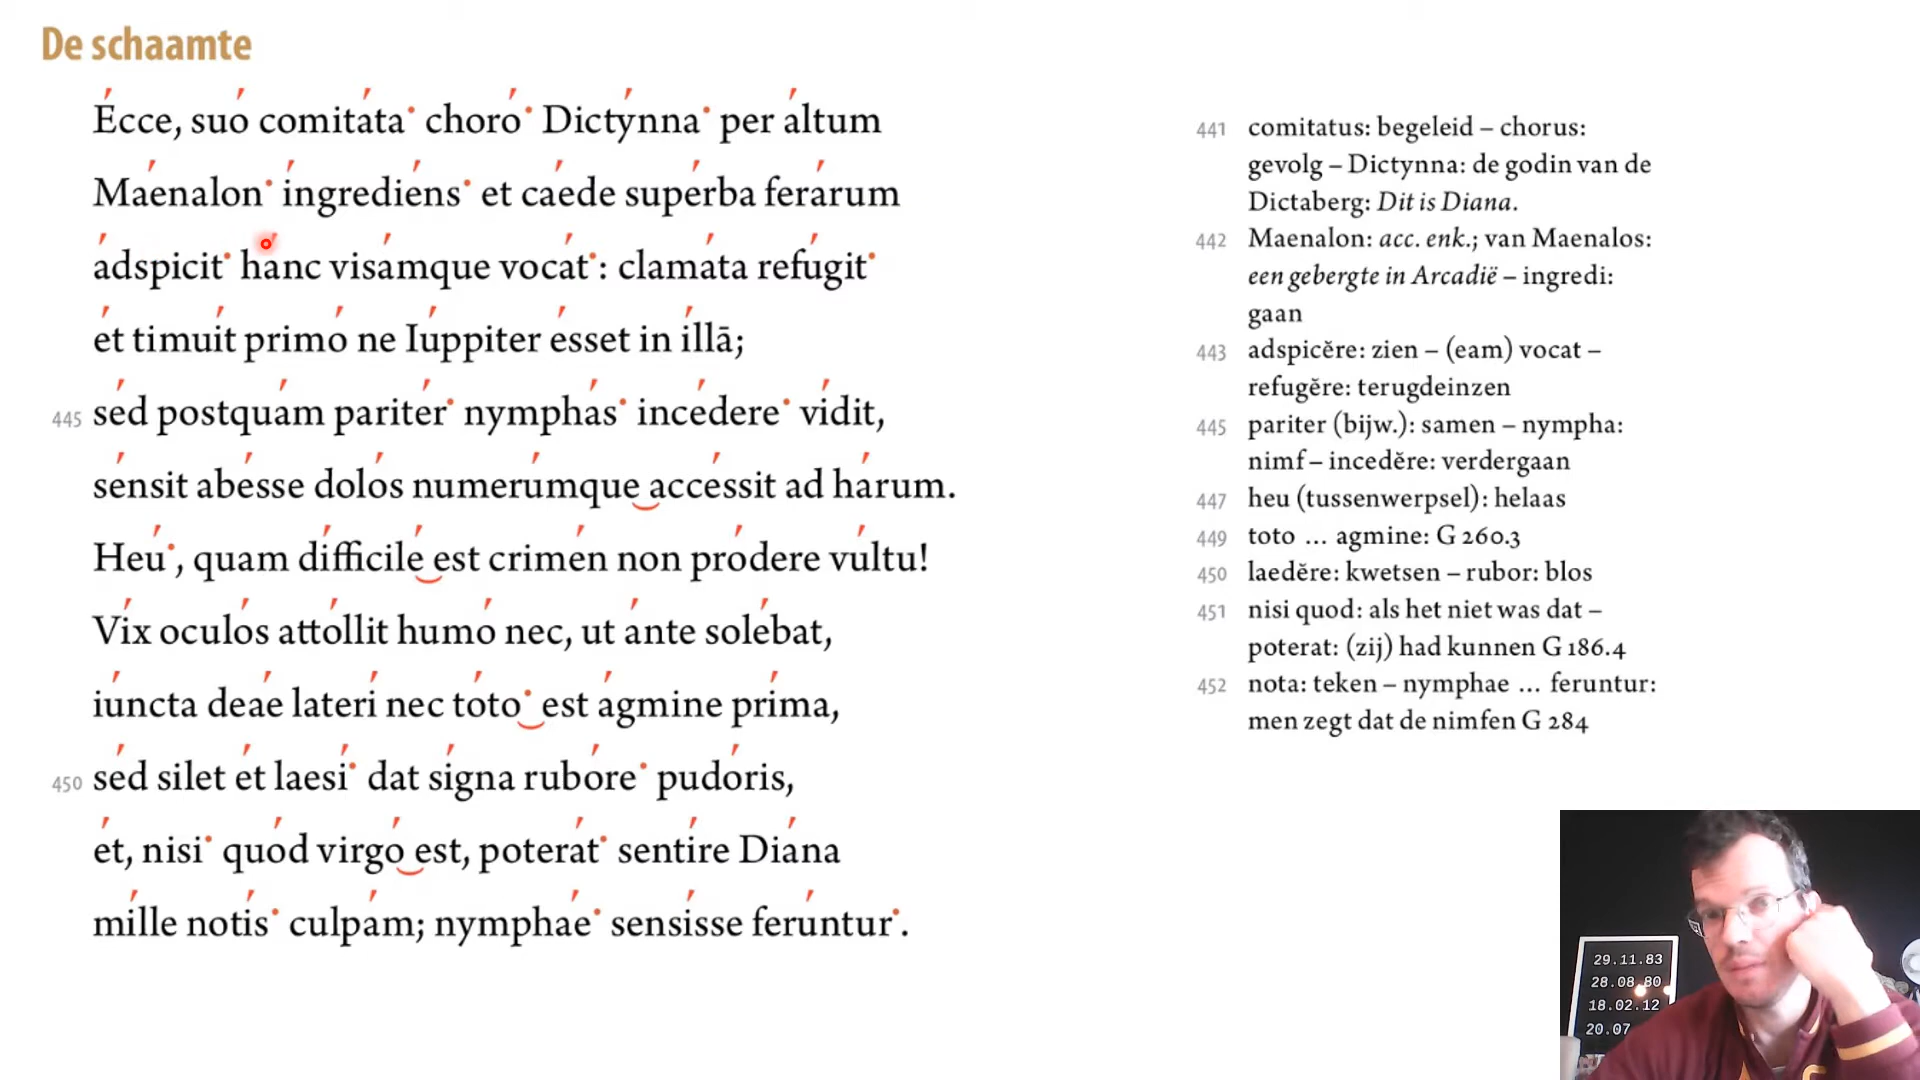 De schaamte
Ecce, suo comitata choro Dictynna per altum
Maenalon ingrediens et caede superba ferarum
adspicit hanc visamque vocat: clamata refugit
et timuit primo ne Iuppiter esset in illā;
445 sed postquam pariter nymphas incedere vidit,
sensit abesse dolos numerumque accessit ad harum.
Heu, quam difficile est crimen non prodere vultu!
Vix oculos attollit humo nec, ut ante solebat,
iuncta deae lateri nec toto est agmine prima,
450 sed silet et laesi dat signa rubore pudoris,
et, nisi quod virgo est, poterat sentire Diana
mille notis culpam; nymphae sensisse feruntur.
441 comitatus: begeleid – chorus:
gevolg – Dictynna: de godin van de
Dictaberg: Dit is Diana.
442 Maenalon: acc. enk.; van Maenalos:
een gebergte in Arcadië – ingredi:
gaan
443 adspicĕre: zien – (eam) vocat –
refugĕre: terugdeinzen
445 pariter (bijw.): samen – nympha:
nimf – incedĕre: verdergaan
447 heu (tussenwerpsel): helaas
449 toto … agmine: G 260.3
450 laedĕre: kwetsen – rubor: blos
451 nisi quod: als het niet was dat –
poterat: (zij) had kunnen G 186.4
452 nota: teken – nymphae … feruntur:
men zegt dat de nimfen G 284
29.11.83
28.08.80
18.02.12
20.07